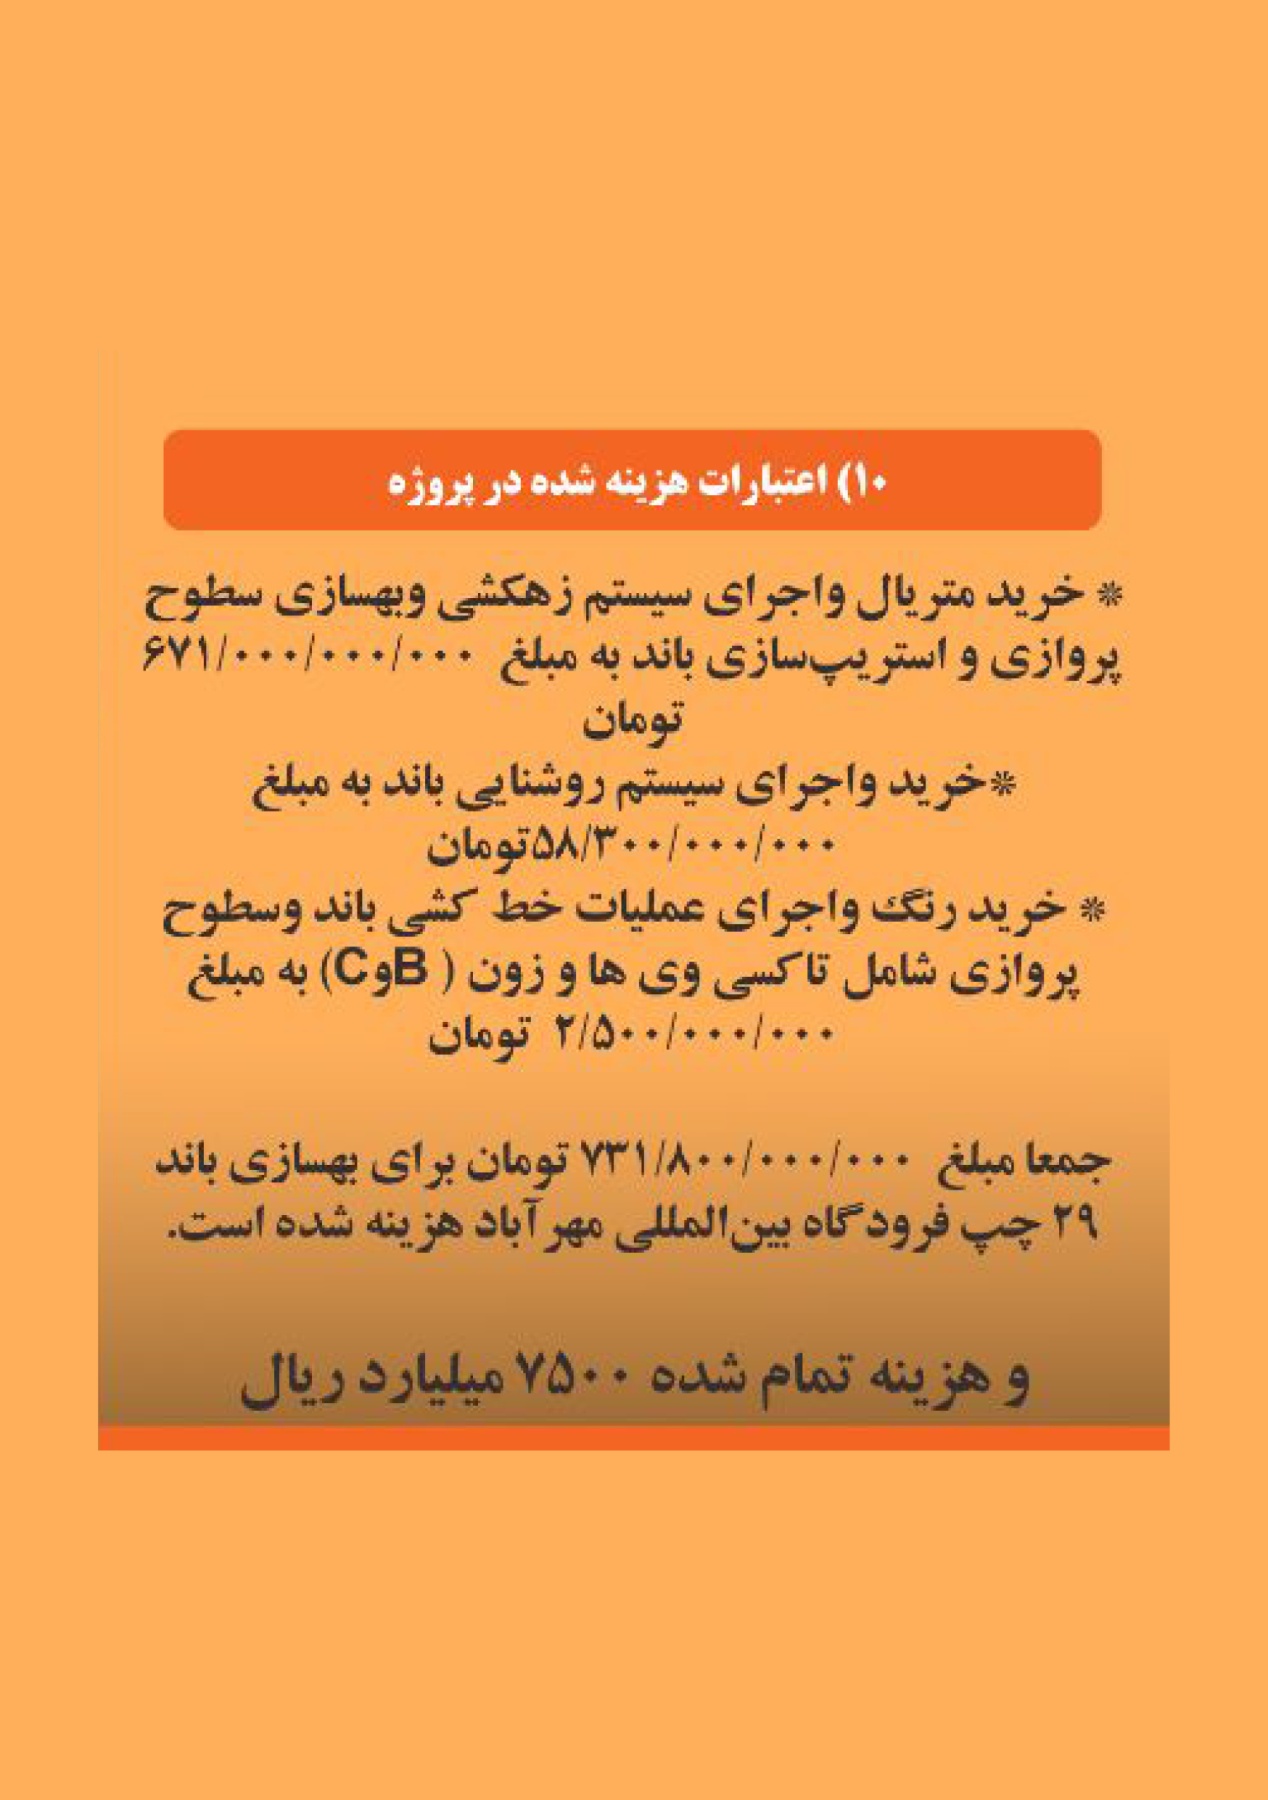 ۱۰) اعتبارات هزینه شده در پروژه
* خرید متریال واجرای سیستم زهکشی وبهسازی سطوح
پروازی و استریپ‌سازی باند به مبلغ ۶۷۱/۰۰۰/۰۰۰/۰۰۰
تومان
*خرید واجرای سیستم روشنایی باند به مبلغ
۵۸/۳۰۰/۰۰۰/۰۰۰تومان
* خرید رنگ واجرای عملیات خط کشی باند وسطوح
پروازی شامل تاکسی وی ها و زون ( BوC) به مبلغ
۲/۵۰۰/۰۰۰/۰۰۰ تومان
جمعا مبلغ ۷۳۱/۸۰۰/۰۰۰/۰۰۰ تومان برای بهسازی باند
۲۹ چپ فرودگاه بین‌المللی مهرآباد هزینه شده است.
و هزینه تمام شده ۷۵۰۰ میلیارد ریال